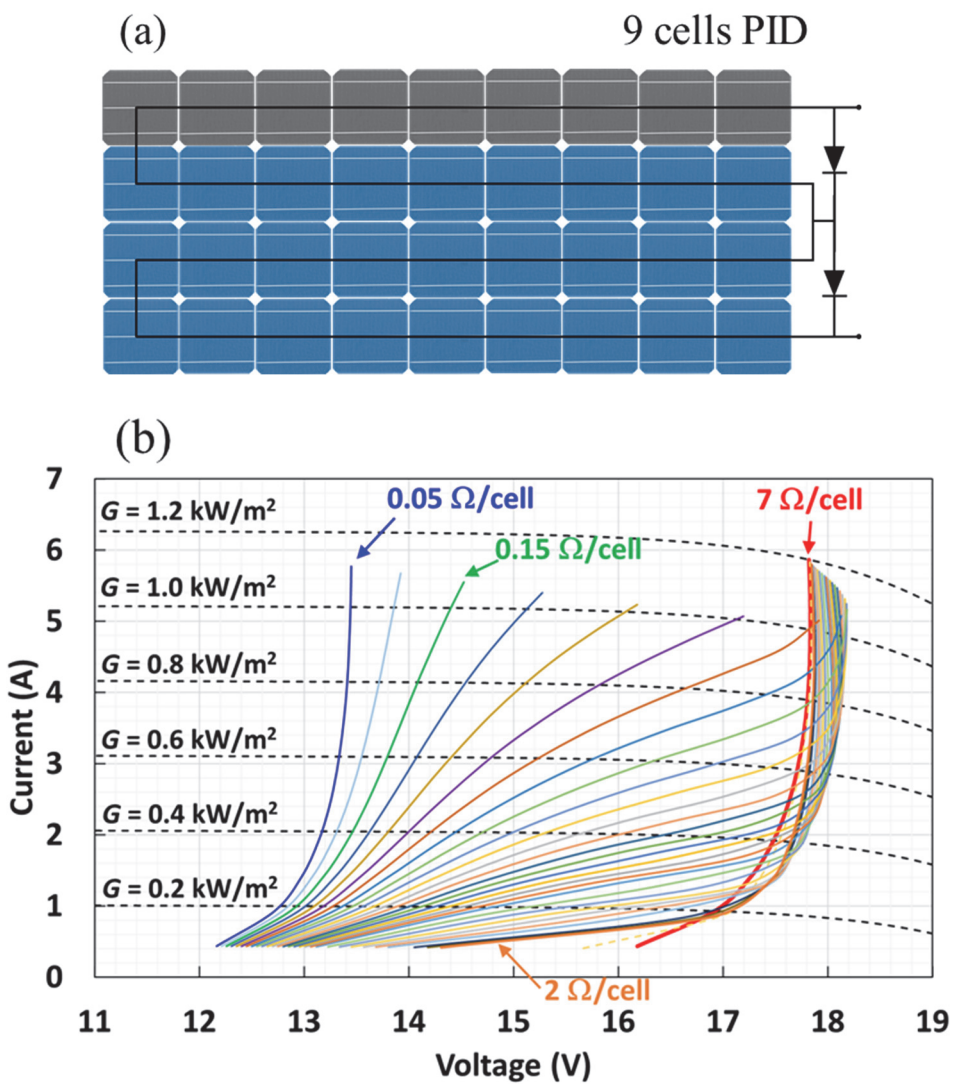 (a)
9 cells PID
(b)
7
6
5
4
3
2
1
0
Current (A)
G = 1.2 kW/m²
G = 1.0 kW/m²
G = 0.8 kW/m²
G = 0.6 kW/m²
G = 0.4 kW/m²
G = 0.2 kW/m²
0.05 Ω/cell
0.15 Ω/cell
7 Ω/cell
2 Ω/cell
11 12 13 14 15 16 17 18 19
Voltage (V)